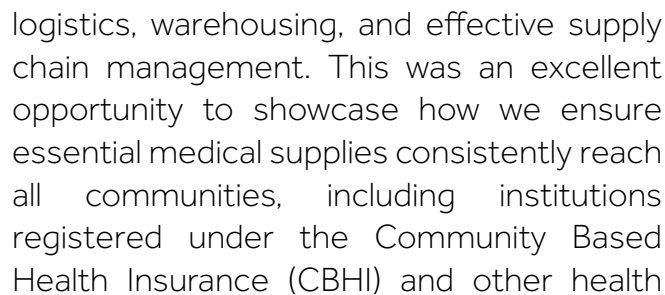 logistics, warehousing, and effective supply
chain management. This was an excellent
opportunity to showcase how we ensure
essential medical supplies consistently reach
all communities, including institutions
registered under the Community Based
Health Insurance (CBHI) and other health